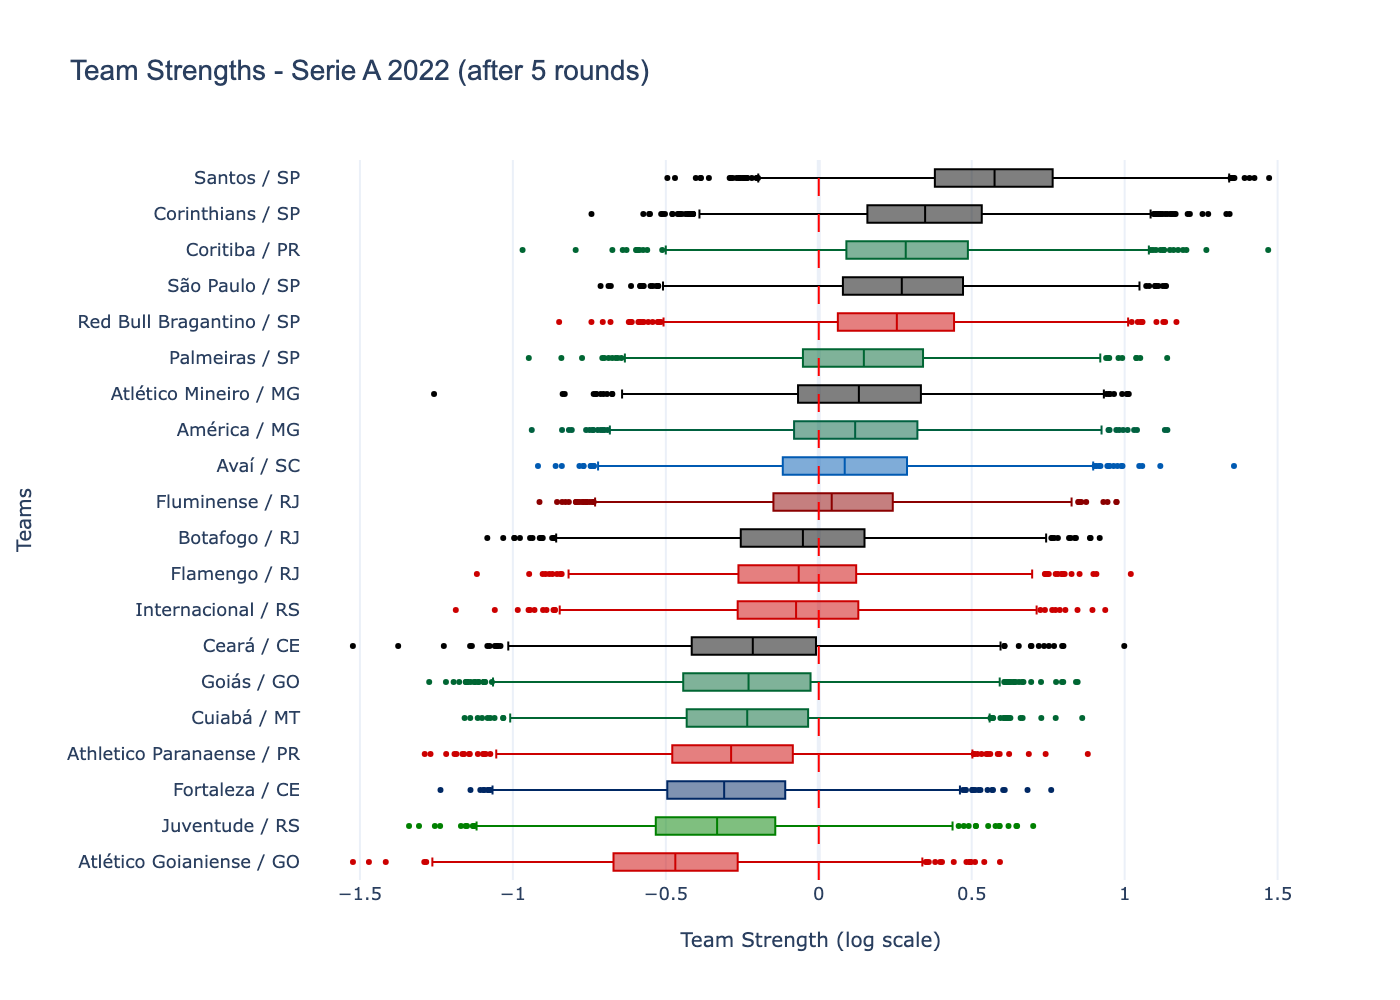 Team Strengths - Serie A 2022 (after 5 rounds)
Santos / SP
Corinthians / SP
Coritiba / PR
São Paulo / SP
Red Bull Bragantino / SP
Palmeiras / SP
Atlético Mineiro / MG
América / MG
Avaí / SC
Fluminense / RJ
Botafogo / RJ
Flamengo / RJ
Internacional / RS
Ceará / CE
Goiás / GO
Cuiabá / MT
Athletico Paranaense / PR
Fortaleza / CE
Juventude / RS
Atlético Goianiense / GO
Teams
−1.5 −1 −0.5 0 0.5 1 1.5
Team Strength (log scale)